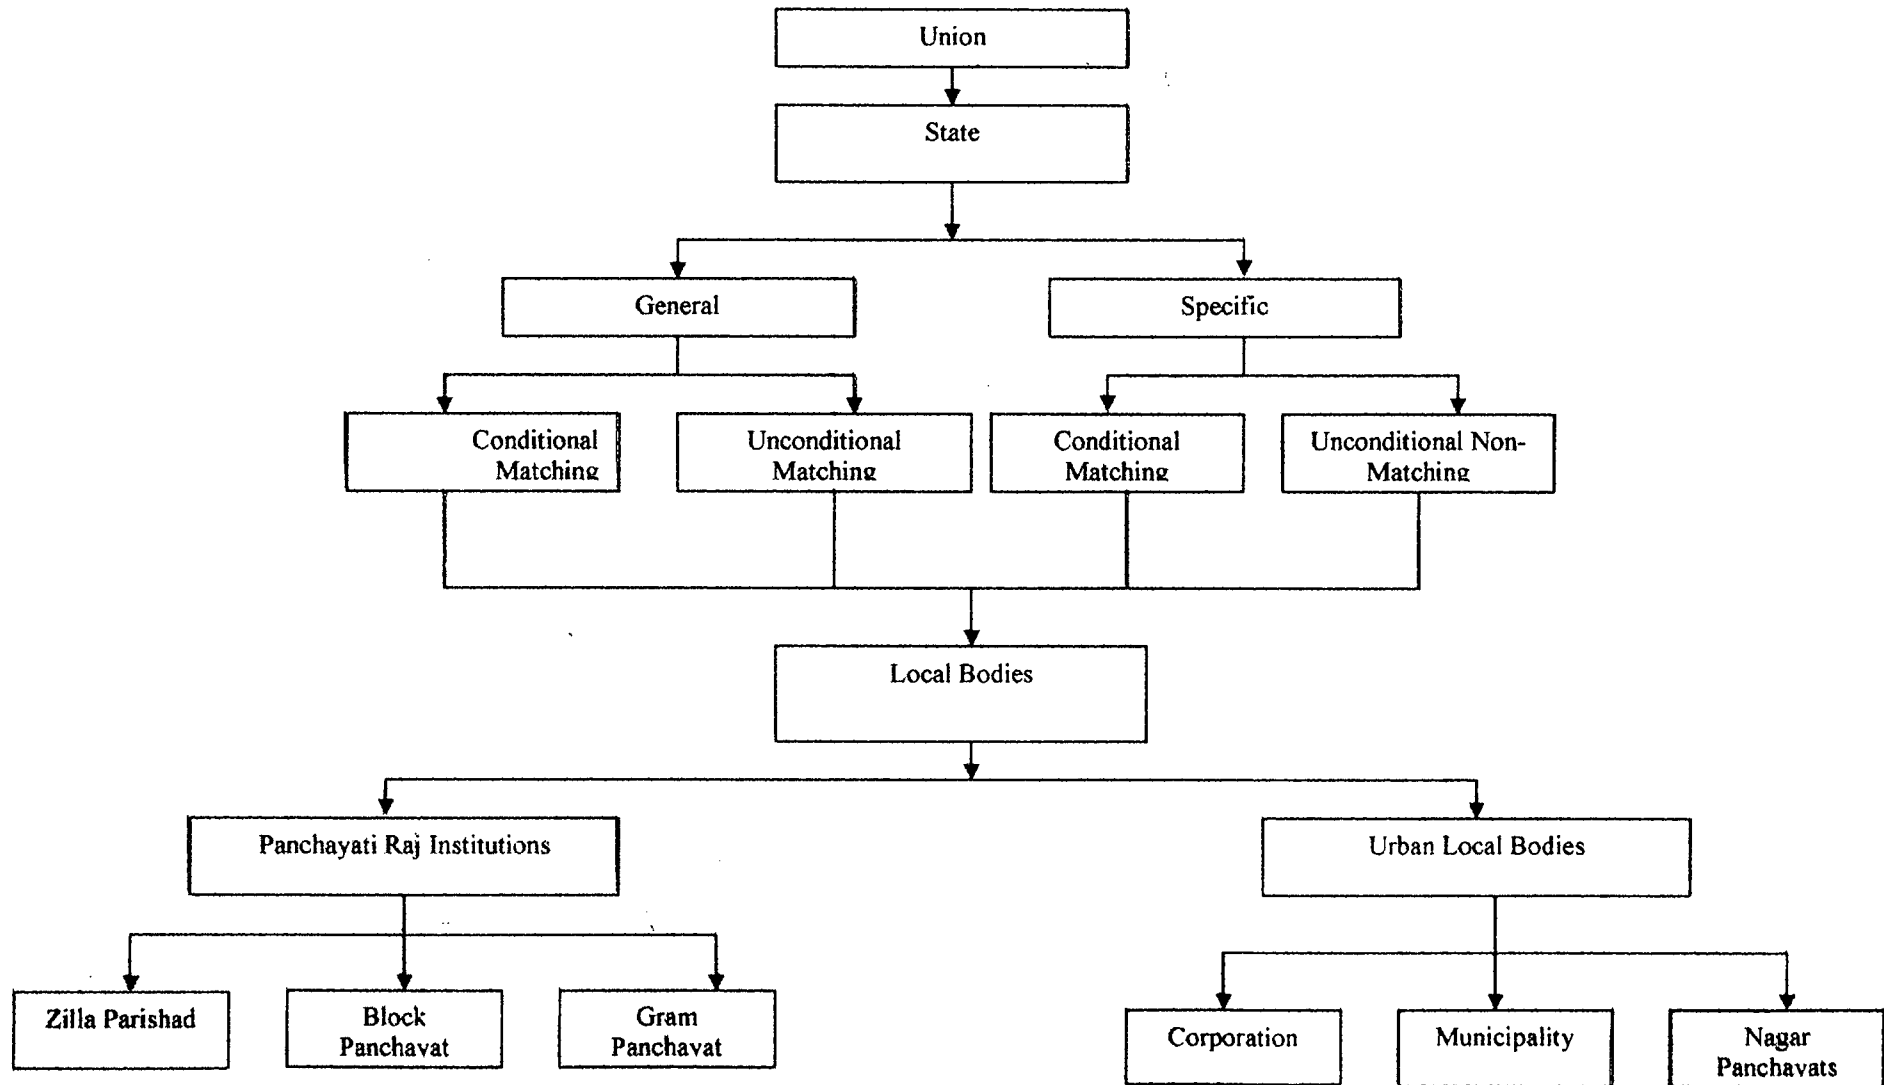 Union
State
General
Specific
Conditional
Matching
Unconditional
Matching
Conditional
Matching
Unconditional Non-
Matching
Local Bodies
Panchayati Raj Institutions
Urban Local Bodies
Zilla Parishad
Block
Panchayat
Gram
Panchayat
Corporation
Municipality
Nagar
Panchayats